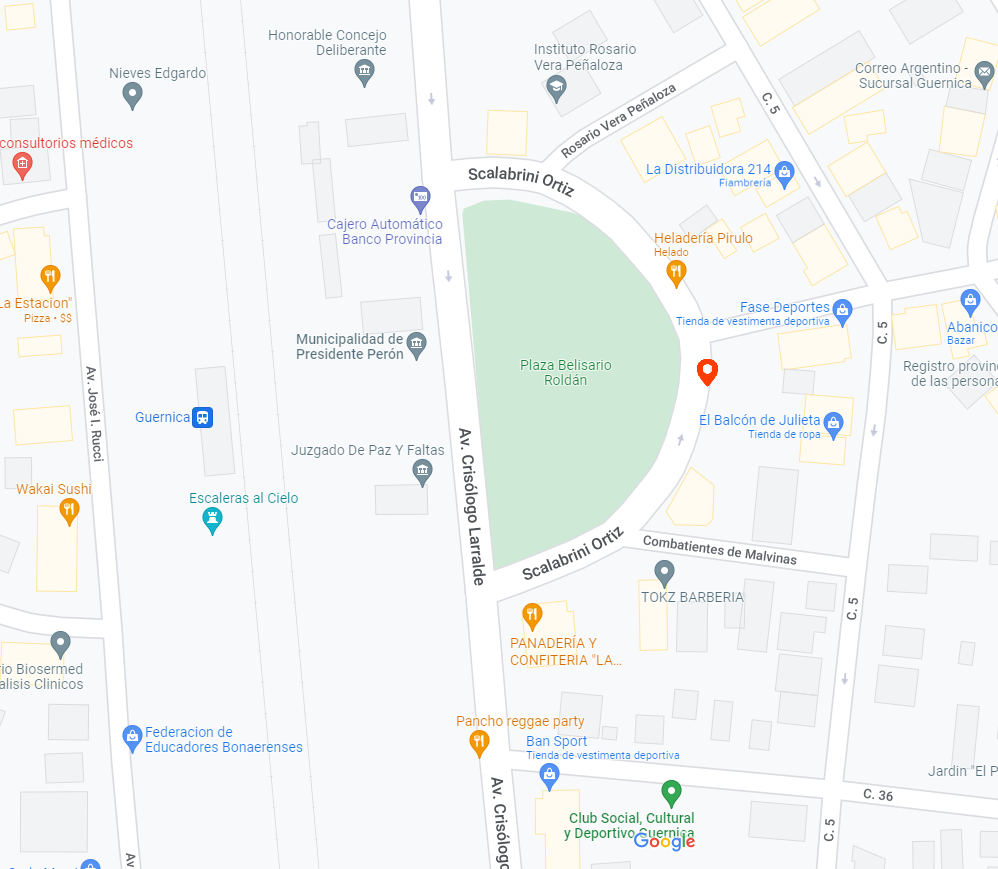 Honorable Concejo
Deliberante
Nieves Edgardo
Instituto Rosario
Vera Peñaloza
Correo Argentino -
Sucursal Guernica
C. 5
Rosario Vera Peñaloza
consultorios médicos
La Distribuidora 214
Fiambrería
Scalabrini Ortiz
Cajero Automático
Banco Provincia
Heladería Pirulo
Helado
La Estacion"
Pizza • $$
Fase Deportes
Tienda de vestimenta deportiva
Abanico
Bazar
C. 5
Municipalidad de
Presidente Perón
Plaza Belisario
Roldán
Registro provin
de las persona
Av. José I. Rucci
Guernica
El Balcón de Julieta
Tienda de ropa
Juzgado De Paz Y Faltas
Av. Crisólogo Larralde
Wakai Sushi
Escaleras al Cielo
Scalabrini Ortiz
Combatientes de Malvinas
TOKZ BARBERIA
C. 5
PANADERÍA Y
CONFITERIA "LA...
rio Biosermed
alisis Clinicos
Federacion de
Educadores Bonaerenses
Pancho reggae party
Ban Sport
Tienda de vestimenta deportiva
Jardin "El P
C. 36
Av. Crisólogo
Club Social, Cultural
y Deportivo Guernica
Google
C. 5
Av